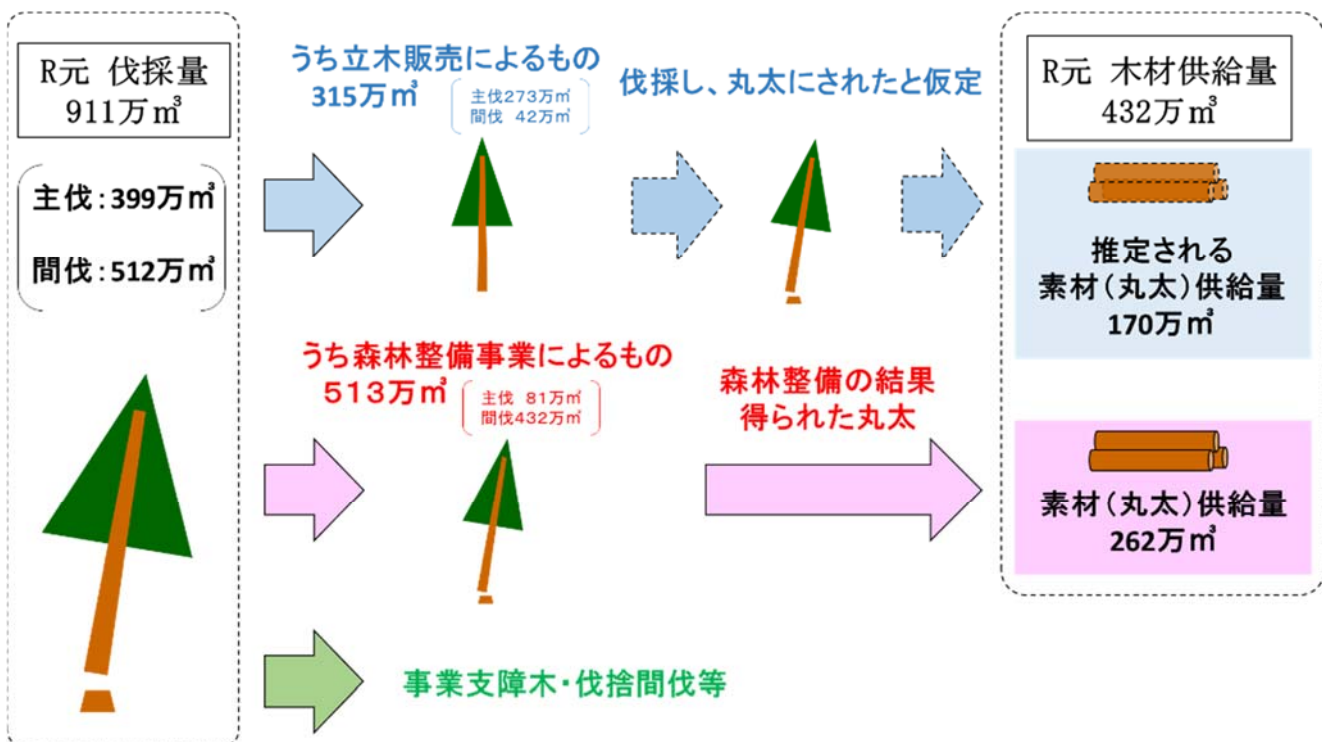 R元 伐採量
911万㎥
主伐：399万㎥
間伐：512万㎥
うち立木販売によるもの
315万㎥
主伐273万㎥
間伐 42万㎥
伐採し、丸太にされたと仮定
うち森林整備事業によるもの
５１３万㎥
主伐 81万㎥
間伐432万㎥
森林整備の結果
得られた丸太
事業支障木・伐捨間伐等
R元 木材供給量
432万㎥
推定される
素材（丸太）供給量
170万㎥
素材（丸太）供給量
262万㎥